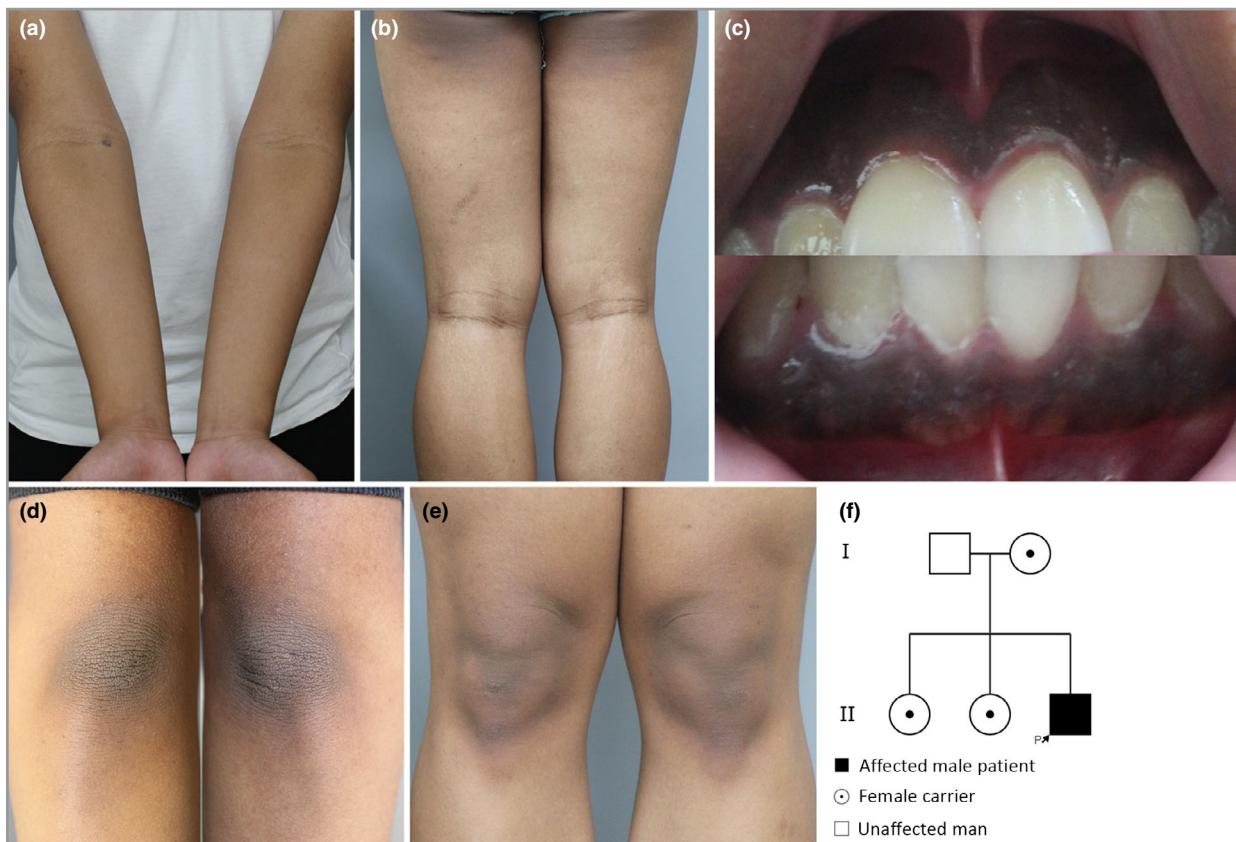 (a)
(b)
(c)
(d)
(e)
(f)
I
II
P
Affected male patient
Female carrier
Unaffected man